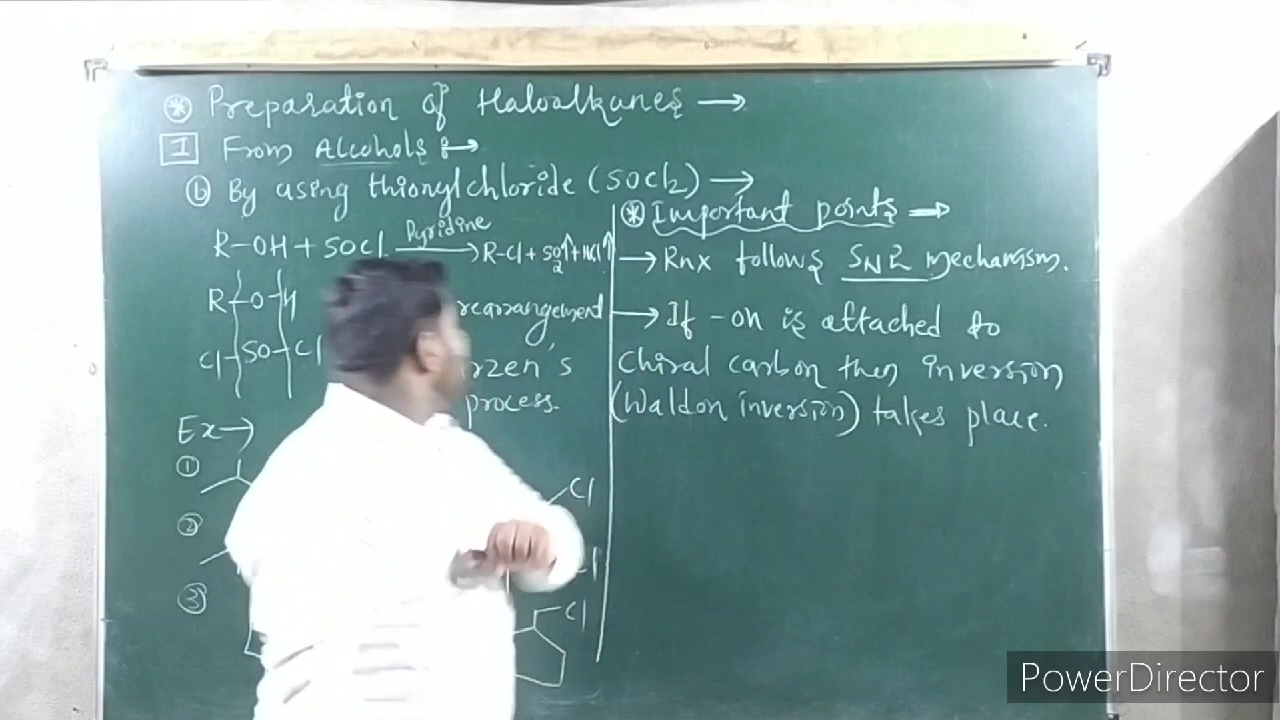 * Preparation of Haloalkanes →
I From Alcohols :→
b By using thionylchloride (SOCl2) →
R-OH + SOCl Pyridine → R-Cl + SO2↑ + HCl↑
R-O-H
Cl-SO-Cl
rearrangement
rzen's
process.
Ex →
①
Cl
②
Cl
③
Cl
* Important points →
→ Rnx follows SN2 mechanism.
→ If -OH is attached to
Chiral carbon then inversion
(Waldon inversion) takes place.
PowerDirector